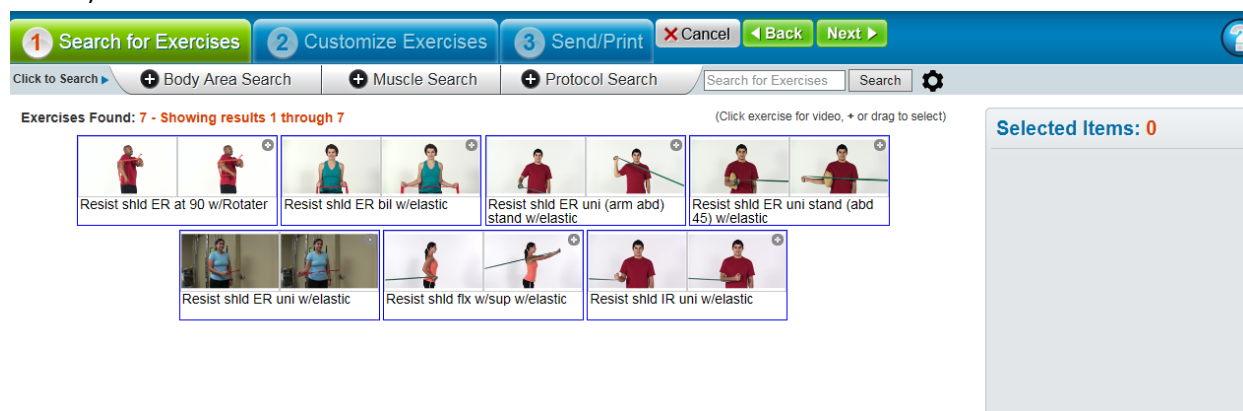 1 Search for Exercises 2 Customize Exercises 3 Send/Print Cancel Back Next ?
Click to Search Body Area Search Muscle Search Protocol Search Search for Exercises Search
Exercises Found: 7 - Showing results 1 through 7 (Click exercise for video, + or drag to select)
Selected Items: 0
Resist shld ER at 90 w/Rotater
Resist shld ER bil w/elastic
Resist shld ER uni (arm abd)
stand w/elastic
Resist shld ER uni stand (abd
45) w/elastic
Resist shld ER uni w/elastic
Resist shld flx w/sup w/elastic
Resist shld IR uni w/elastic